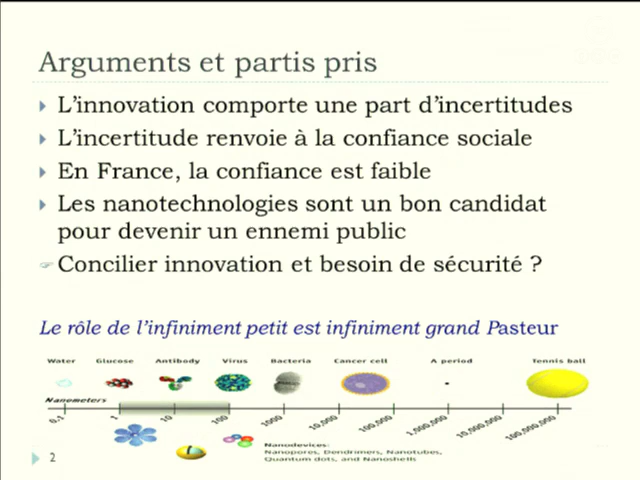 Arguments et partis pris
L'innovation comporte une part d'incertitudes
L'incertitude renvoie à la confiance sociale
En France, la confiance est faible
Les nanotechnologies sont un bon candidat
pour devenir un ennemi public
Concilier innovation et besoin de sécurité ?
Le rôle de l'infiniment petit est infiniment grand Pasteur
Water Glucose Antibody Virus Bacteria Cancer cell A period Tennis ball
Nanometers
0,1 1 10 100 1000 10,000 100,000 1,000,000 10,000,000 100,000,000
Nanodevices:
Nanopores, Dendrimers, Nanotubes,
Quantum dots, and Nanoshells
2